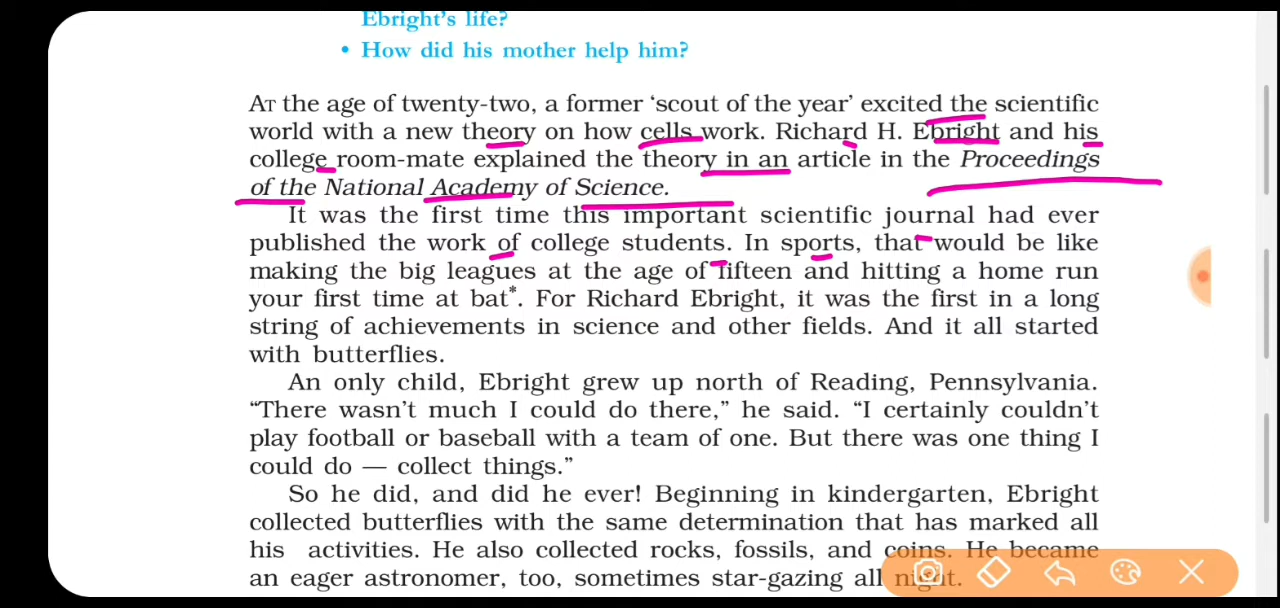 Ebright's life?
• How did his mother help him?
AT the age of twenty-two, a former ‘scout of the year’ excited the scientific
world with a new theory on how cells work. Richard H. Ebright and his
college room-mate explained the theory in an article in the Proceedings
of the National Academy of Science.
It was the first time this important scientific journal had ever
published the work of college students. In sports, that would be like
making the big leagues at the age of fifteen and hitting a home run
your first time at bat*. For Richard Ebright, it was the first in a long
string of achievements in science and other fields. And it all started
with butterflies.
An only child, Ebright grew up north of Reading, Pennsylvania.
“There wasn't much I could do there,” he said. “I certainly couldn't
play football or baseball with a team of one. But there was one thing I
could do — collect things.”
So he did, and did he ever! Beginning in kindergarten, Ebright
collected butterflies with the same determination that has marked all
his activities. He also collected rocks, fossils, and coins. He became
an eager astronomer, too, sometimes star-gazing all night.